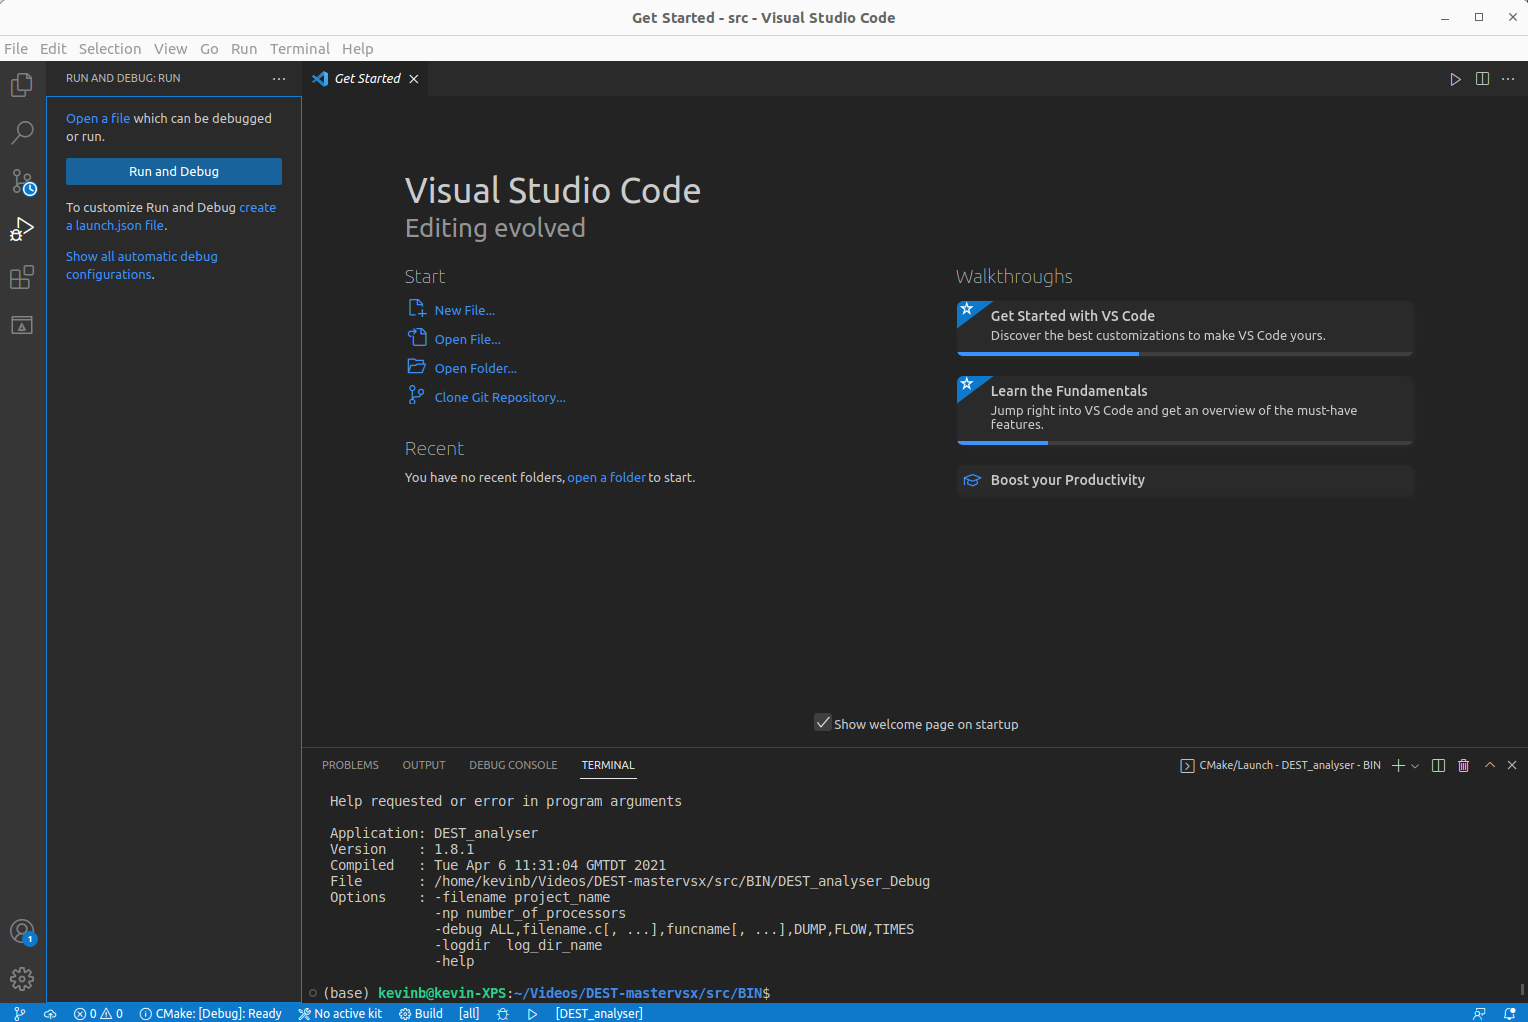 Get Started - src - Visual Studio Code
File Edit Selection View Go Run Terminal Help
RUN AND DEBUG: RUN
Get Started
Open a file which can be debugged
or run.
Run and Debug
To customize Run and Debug create
a launch.json file.
Show all automatic debug
configurations.
Visual Studio Code
Editing evolved
Start
New File...
Open File...
Open Folder...
Clone Git Repository...
Recent
You have no recent folders, open a folder to start.
Walkthroughs
Get Started with VS Code
Discover the best customizations to make VS Code yours.
Learn the Fundamentals
Jump right into VS Code and get an overview of the must-have
features.
Boost your Productivity
Show welcome page on startup
PROBLEMS OUTPUT DEBUG CONSOLE TERMINAL
CMake/Launch - DEST_analyser - BIN
Help requested or error in program arguments
Application: DEST_analyser
Version    : 1.8.1
Compiled   : Tue Apr 6 11:31:04 GMTDT 2021
File       : /home/kevinb/Videos/DEST-mastervsx/src/BIN/DEST_analyser_Debug
Options    : -filename project_name
-np number_of_processors
-debug ALL,filename.c[, ...],funcname[, ...],DUMP,FLOW,TIMES
-logdir  log_dir_name
-help
(base) kevinb@kevin-XPS:~/Videos/DEST-mastervsx/src/BIN$
1
0 0 CMake: [Debug]: Ready No active kit Build [all] [DEST_analyser]